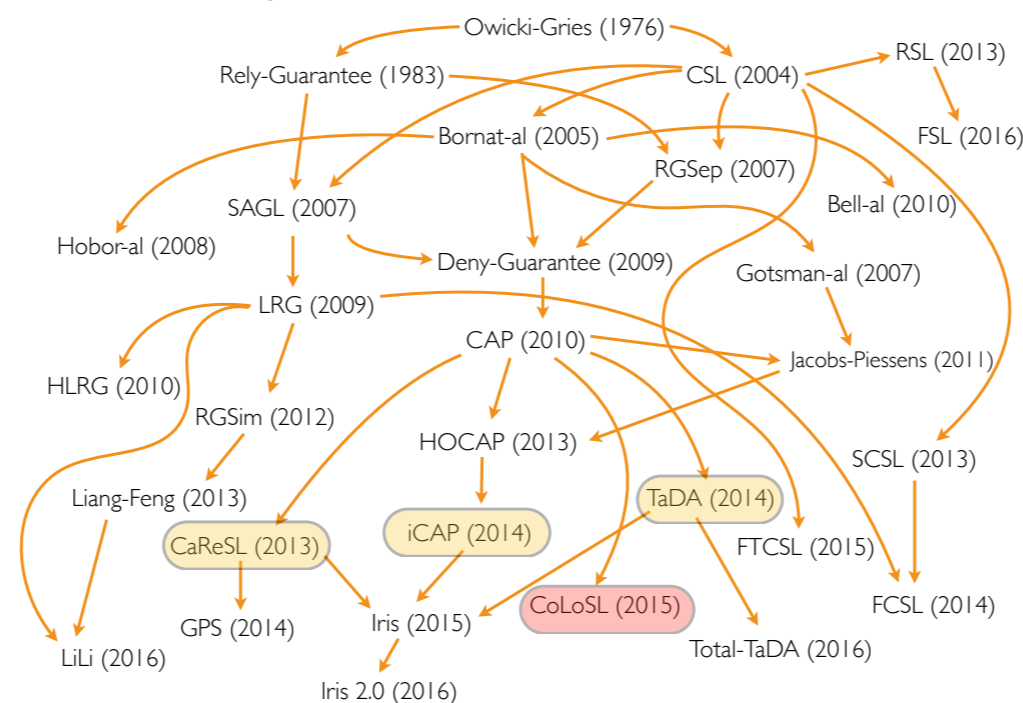 Owicki-Gries (1976)
RSL (2013)
Rely-Guarantee (1983)
CSL (2004)
Bornat-al (2005)
FSL (2016)
RGSep (2007)
SAGL (2007)
Bell-al (2010)
Hobor-al (2008)
Deny-Guarantee (2009)
Gotsman-al (2007)
LRG (2009)
CAP (2010)
Jacobs-Piessens (2011)
HLRG (2010)
RGSim (2012)
HOCAP (2013)
SCSL (2013)
Liang-Feng (2013)
TaDA (2014)
iCAP (2014)
CaReSL (2013)
FTCSL (2015)
CoLoSL (2015)
FCSL (2014)
GPS (2014)
Iris (2015)
Total-TaDA (2016)
LiLi (2016)
Iris 2.0 (2016)